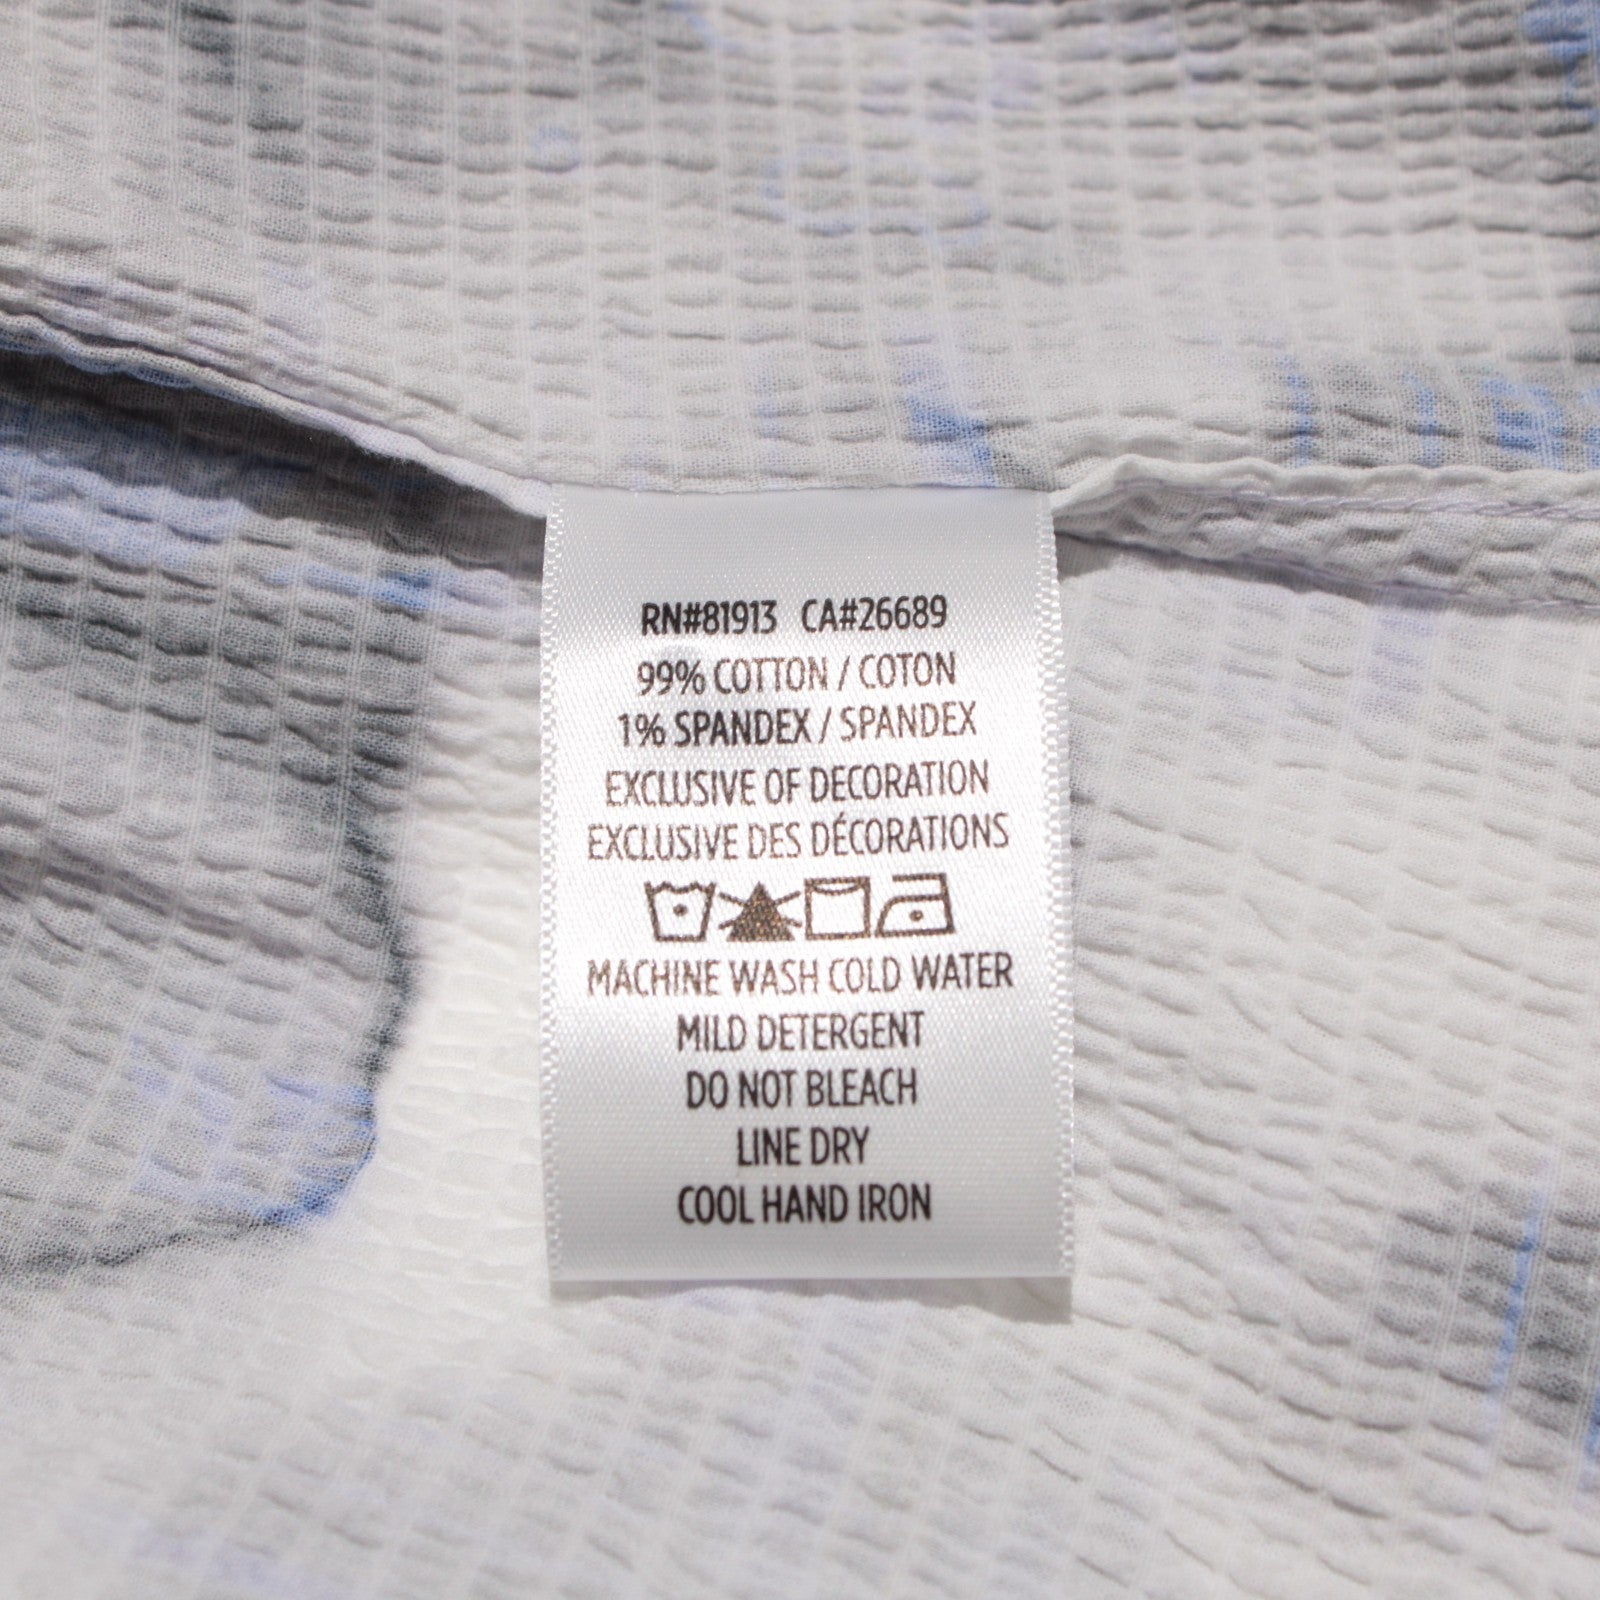 RN#81913 CA#26689
99% COTTON / COTON
1% SPANDEX / SPANDEX
EXCLUSIVE OF DECORATION
EXCLUSIVE DES DÉCORATIONS
MACHINE WASH COLD WATER
MILD DETERGENT
DO NOT BLEACH
LINE DRY
COOL HAND IRON